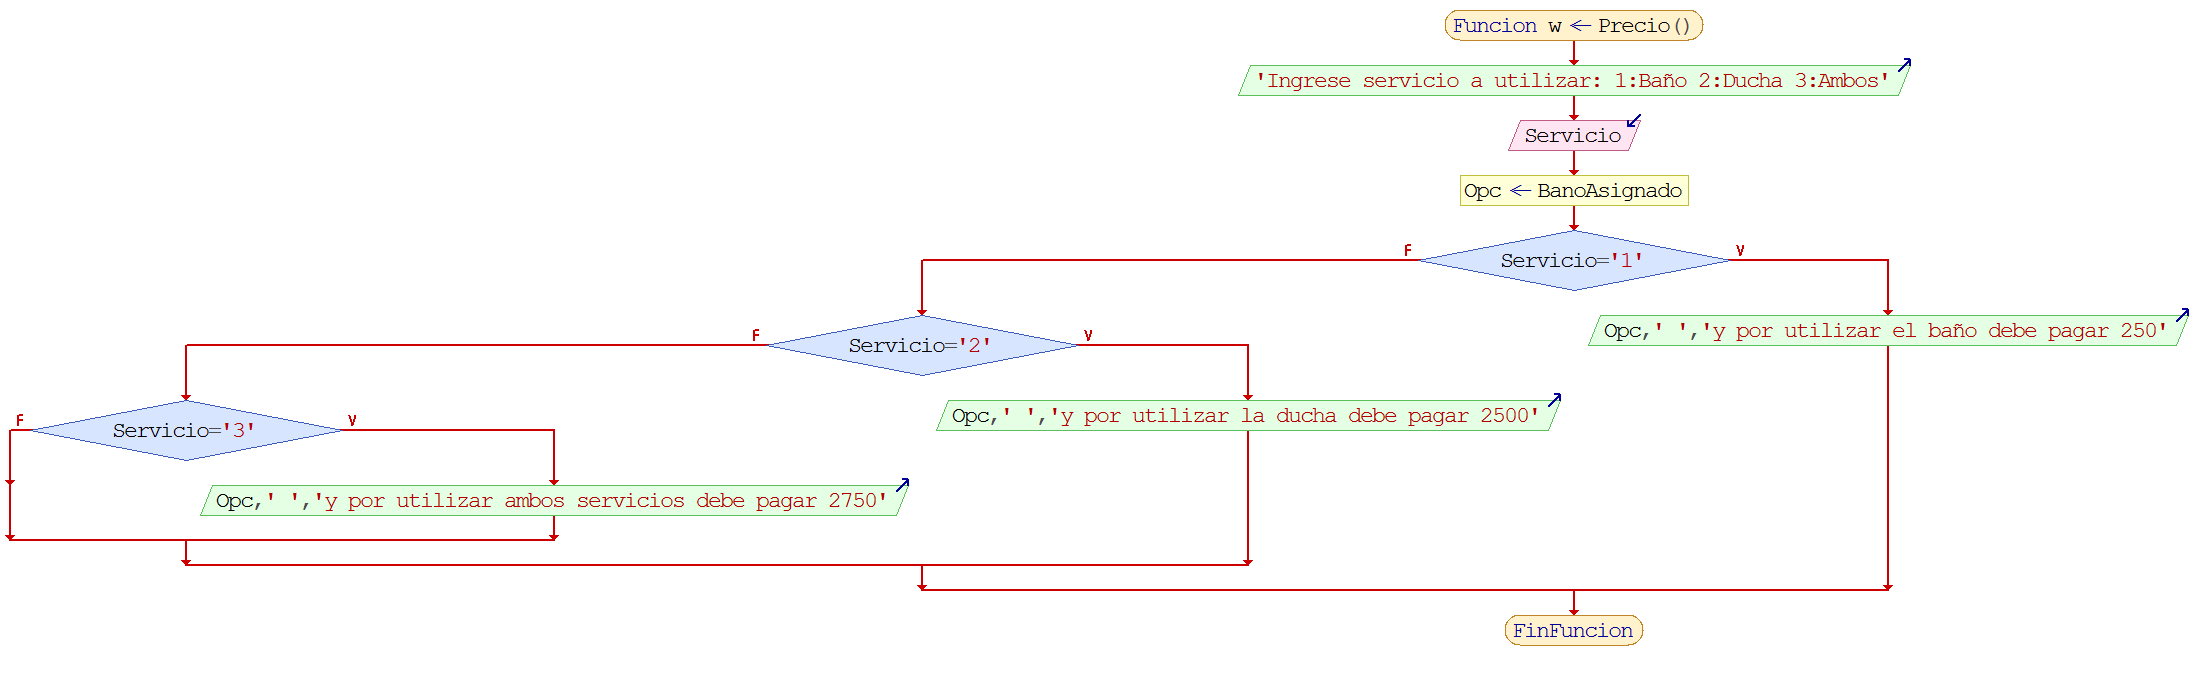 Funcion w ← Precio()
'Ingrese servicio a utilizar: 1:Baño 2:Ducha 3:Ambos'
Servicio
Opc ← BanoAsignado
F
Servicio='1'
V
Opc,' ','y por utilizar el baño debe pagar 250'
F
Servicio='2'
V
Opc,' ','y por utilizar la ducha debe pagar 2500'
F
Servicio='3'
V
Opc,' ','y por utilizar ambos servicios debe pagar 2750'
FinFuncion